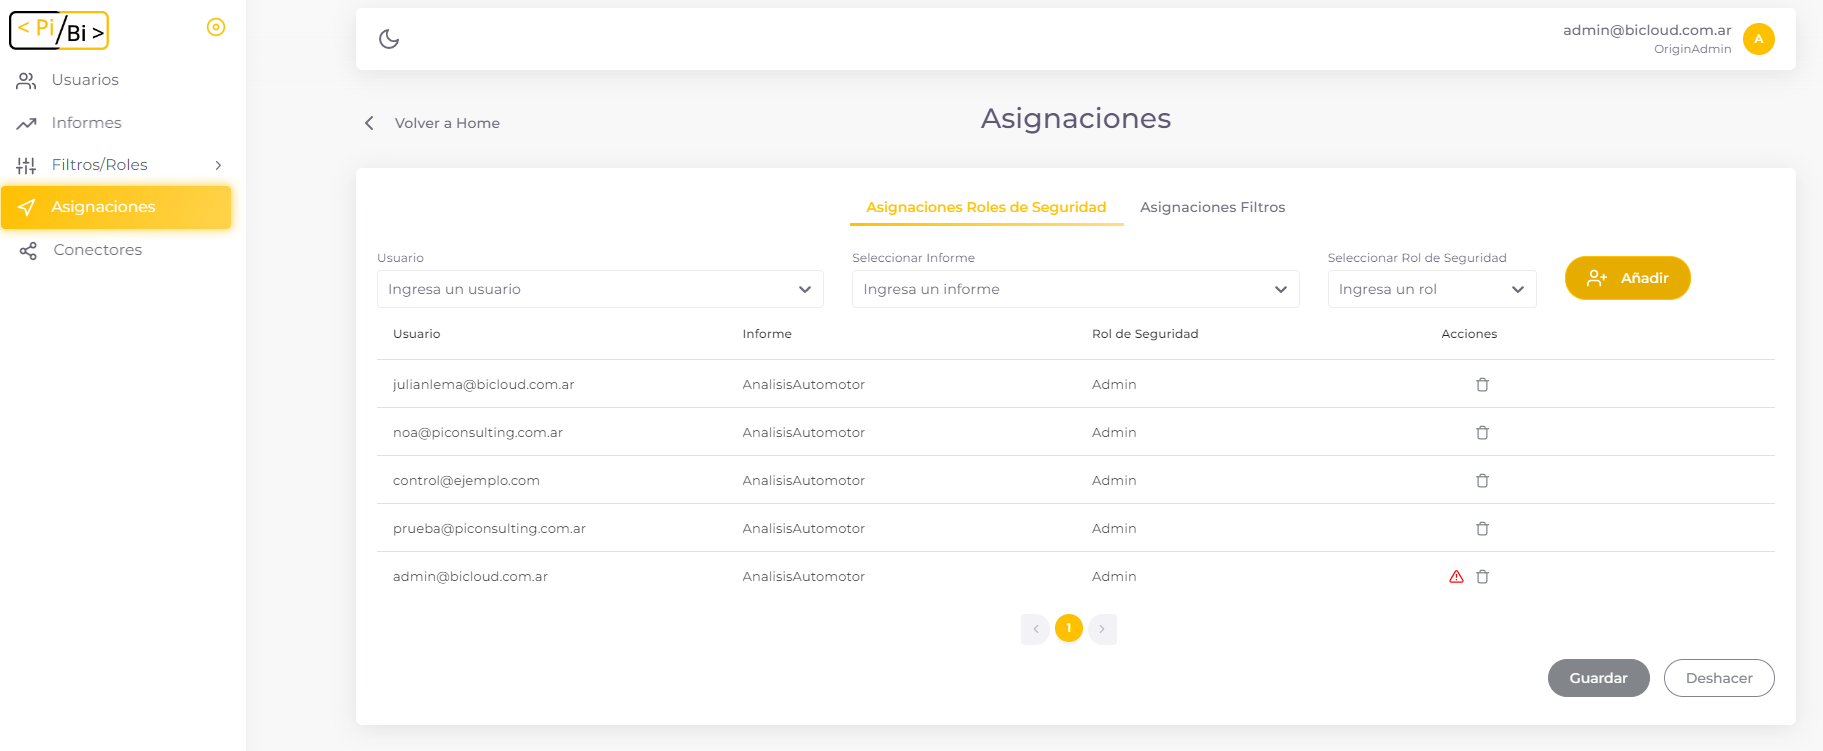 < Pi/Bi >
Usuarios
Informes
Filtros/Roles
Asignaciones
Conectores
admin@bicloud.com.ar
OriginAdmin
A
Volver a Home
Asignaciones
Asignaciones Roles de Seguridad
Asignaciones Filtros
Usuario
Seleccionar Informe
Seleccionar Rol de Seguridad
Ingresa un usuario
Ingresa un informe
Ingresa un rol
Añadir
Usuario Informe Rol de Seguridad Acciones
julianlema@bicloud.com.ar AnalisisAutomotor Admin
noa@piconsulting.com.ar AnalisisAutomotor Admin
control@ejemplo.com AnalisisAutomotor Admin
prueba@piconsulting.com.ar AnalisisAutomotor Admin
admin@bicloud.com.ar AnalisisAutomotor Admin
1
Guardar
Deshacer